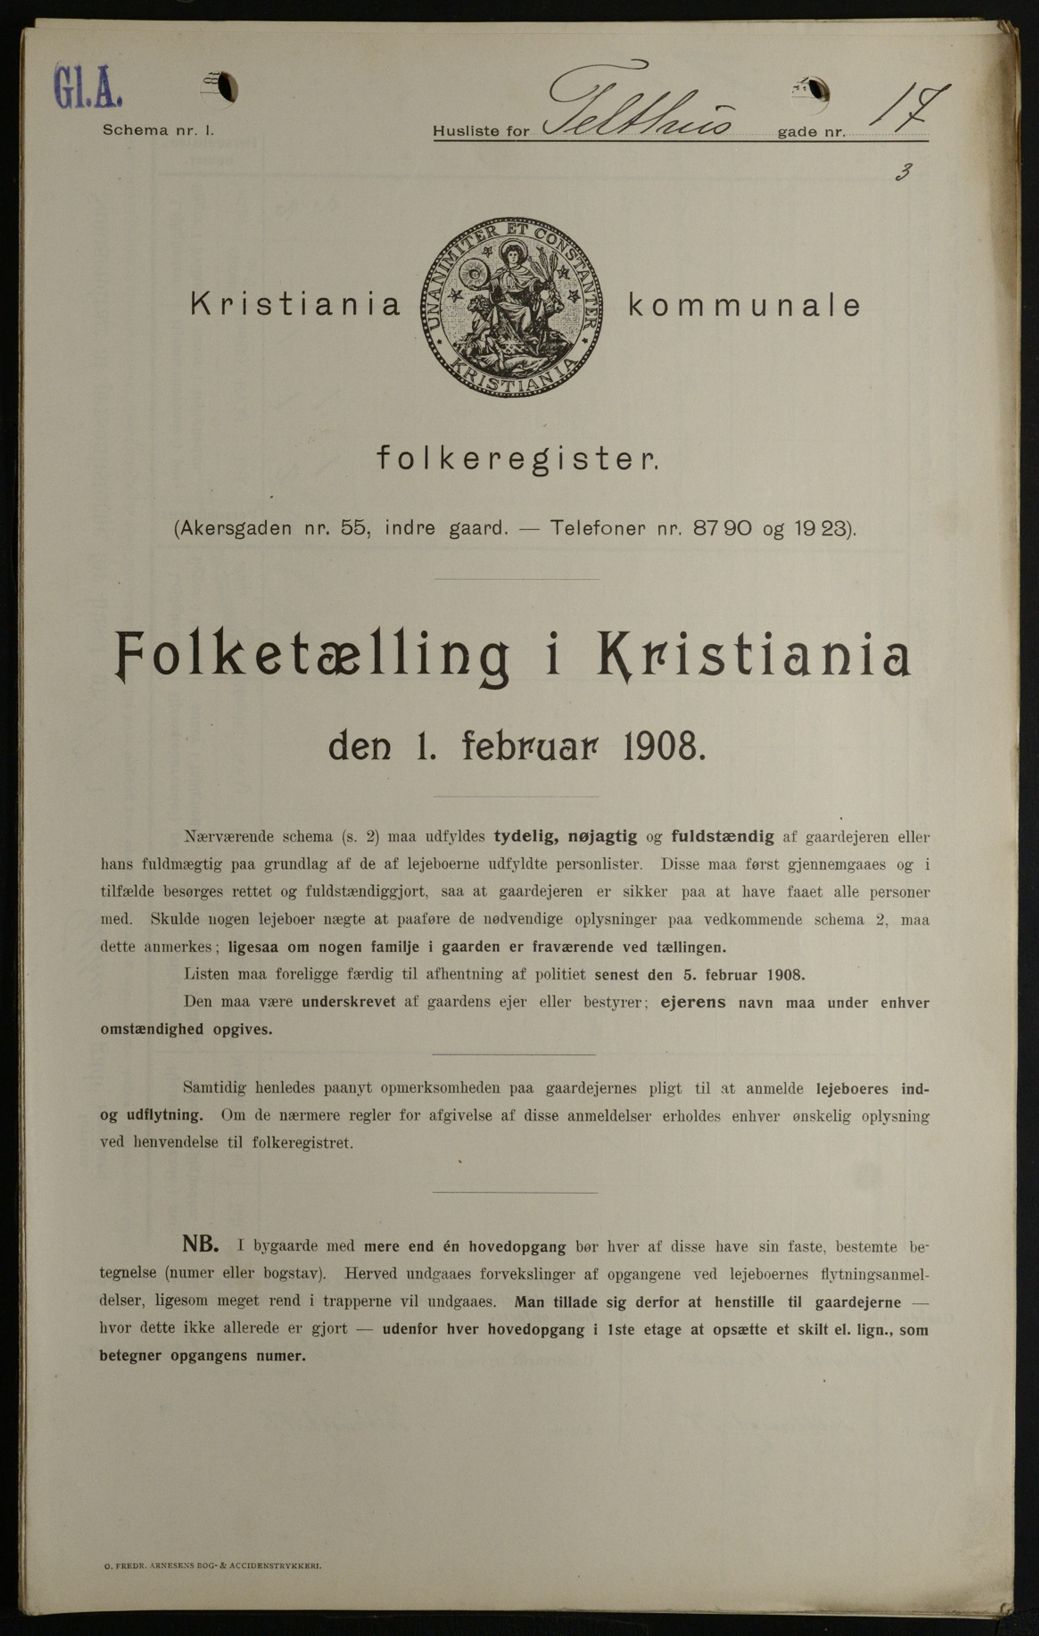 Gl.A.
Schema nr. 1.
Husliste for Telthus gade nr. 17
3
UNANIMITER ET CONSTANTER
KRISTIANIA
Kristiania kommunale
folkeregister.
(Akersgaden nr. 55, indre gaard. — Telefoner nr. 87 90 og 19 23).
Folketælling i Kristiania
den 1. februar 1908.
Nærværende schema (s. 2) maa udfyldes tydelig, nøjagtig og fuldstændig af gaardejeren eller
hans fuldmægtig paa grundlag af de af lejeboerne udfyldte personlister. Disse maa først gjennemgaaes og i
tilfælde besørges rettet og fuldstændiggjort, saa at gaardejeren er sikker paa at have faaet alle personer
med. Skulde nogen lejeboer nægte at paaføre de nødvendige oplysninger paa vedkommende schema 2, maa
dette anmerkes; ligesaa om nogen familje i gaarden er fraværende ved tællingen.
Listen maa foreligge færdig til afhentning af politiet senest den 5. februar 1908.
Den maa være underskrevet af gaardens ejer eller bestyrer; ejerens navn maa under enhver
omstændighed opgives.
Samtidig henledes paanyt opmerksomheden paa gaardejernes pligt til at anmelde lejeboeres ind-
og udflytning. Om de nærmere regler for afgivelse af disse anmeldelser erholdes enhver ønskelig oplysning
ved henvendelse til folkeregistret.
NB. I bygaarde med mere end én hovedopgang bør hver af disse have sin faste, bestemte be-
tegnelse (numer eller bogstav). Herved undgaaes forvekslinger af opgangene ved lejeboernes flytningsanmel-
delser, ligesom meget rend i trapperne vil undgaaes. Man tillade sig derfor at henstille til gaardejerne —
hvor dette ikke allerede er gjort — udenfor hver hovedopgang i 1ste etage at opsætte et skilt el. lign., som
betegner opgangens numer.
O. FREDR. ARNESENS BOG- & ACCIDENSTRYKKERI.